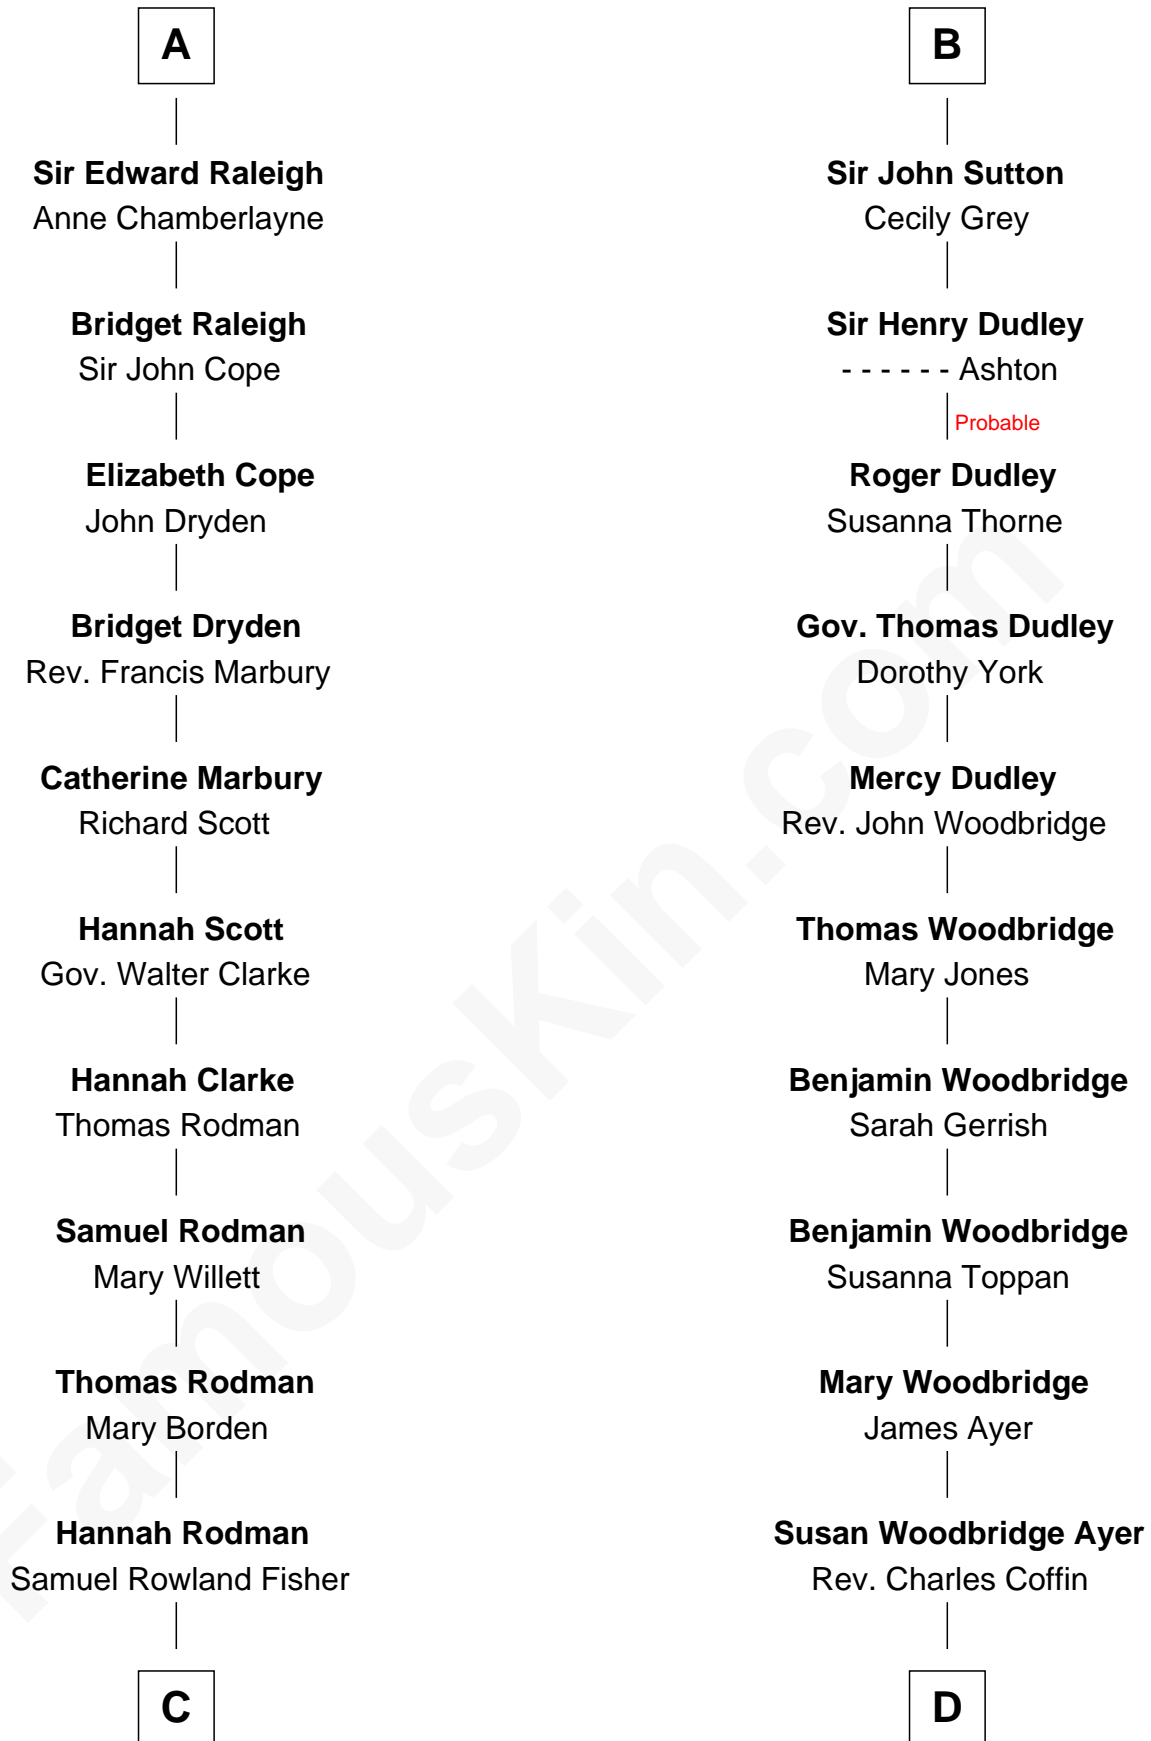 A
Sir Edward Raleigh
Anne Chamberlayne
Bridget Raleigh
Sir John Cope
Elizabeth Cope
John Dryden
Bridget Dryden
Rev. Francis Marbury
Catherine Marbury
Richard Scott
Hannah Scott
Gov. Walter Clarke
Hannah Clarke
Thomas Rodman
Samuel Rodman
Mary Willett
Thomas Rodman
Mary Borden
Hannah Rodman
Samuel Rowland Fisher
C
B
Sir John Sutton
Cecily Grey
Sir Henry Dudley
- - - - - - Ashton
Probable
Roger Dudley
Susanna Thorne
Gov. Thomas Dudley
Dorothy York
Mercy Dudley
Rev. John Woodbridge
Thomas Woodbridge
Mary Jones
Benjamin Woodbridge
Sarah Gerrish
Benjamin Woodbridge
Susanna Toppan
Mary Woodbridge
James Ayer
Susan Woodbridge Ayer
Rev. Charles Coffin
D
FamousKin.com